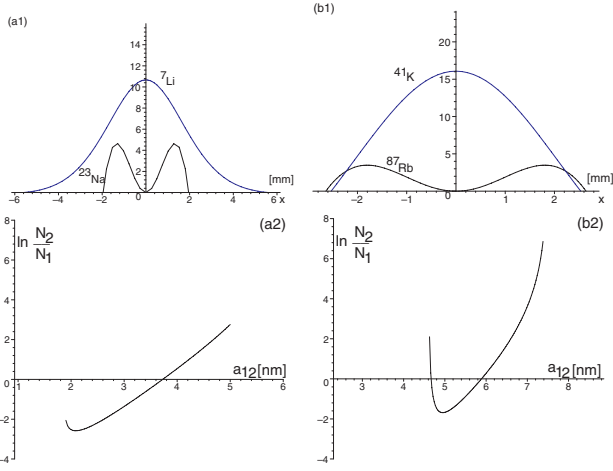 (a1)
14
12
10
8
6
4
2
⁷Li
²³Na
[mm]
−6 −4 −2 0 2 4 6 x
(b1)
20
15
10
5
⁴¹K
⁸⁷Rb
[mm]
−2 −1 0 1 2 x
(a2)
8
6
4
2
0
−2
−4
ln N₂/N₁
a₁₂[nm]
1 2 3 4 5 6
(b2)
8
6
4
2
0
−2
−4
ln N₂/N₁
a₁₂[nm]
3 4 5 6 7 8